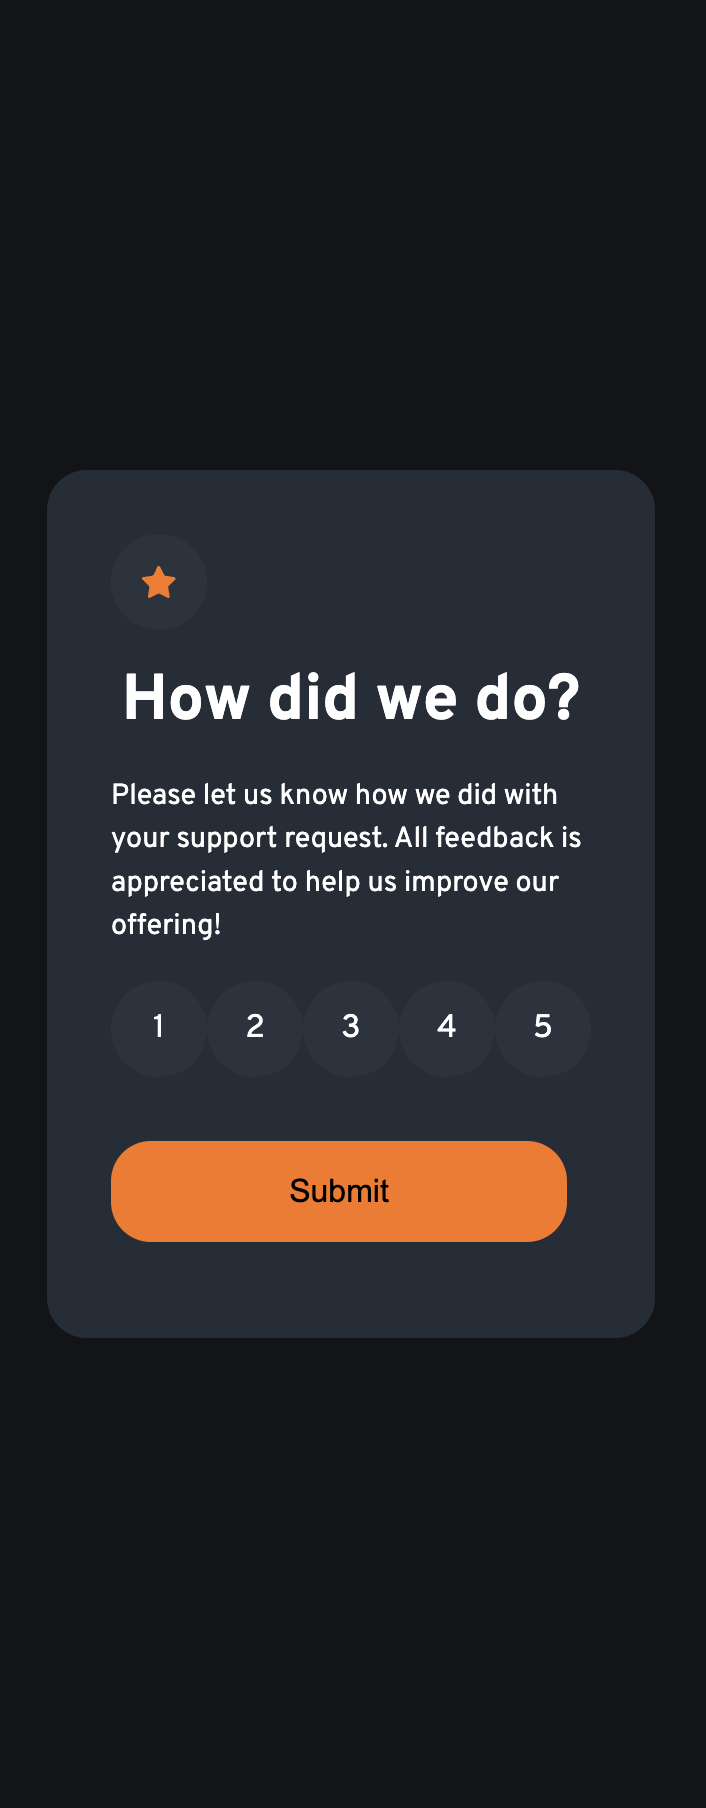 How did we do?
Please let us know how we did with
your support request. All feedback is
appreciated to help us improve our
offering!
1 2 3 4 5
Submit